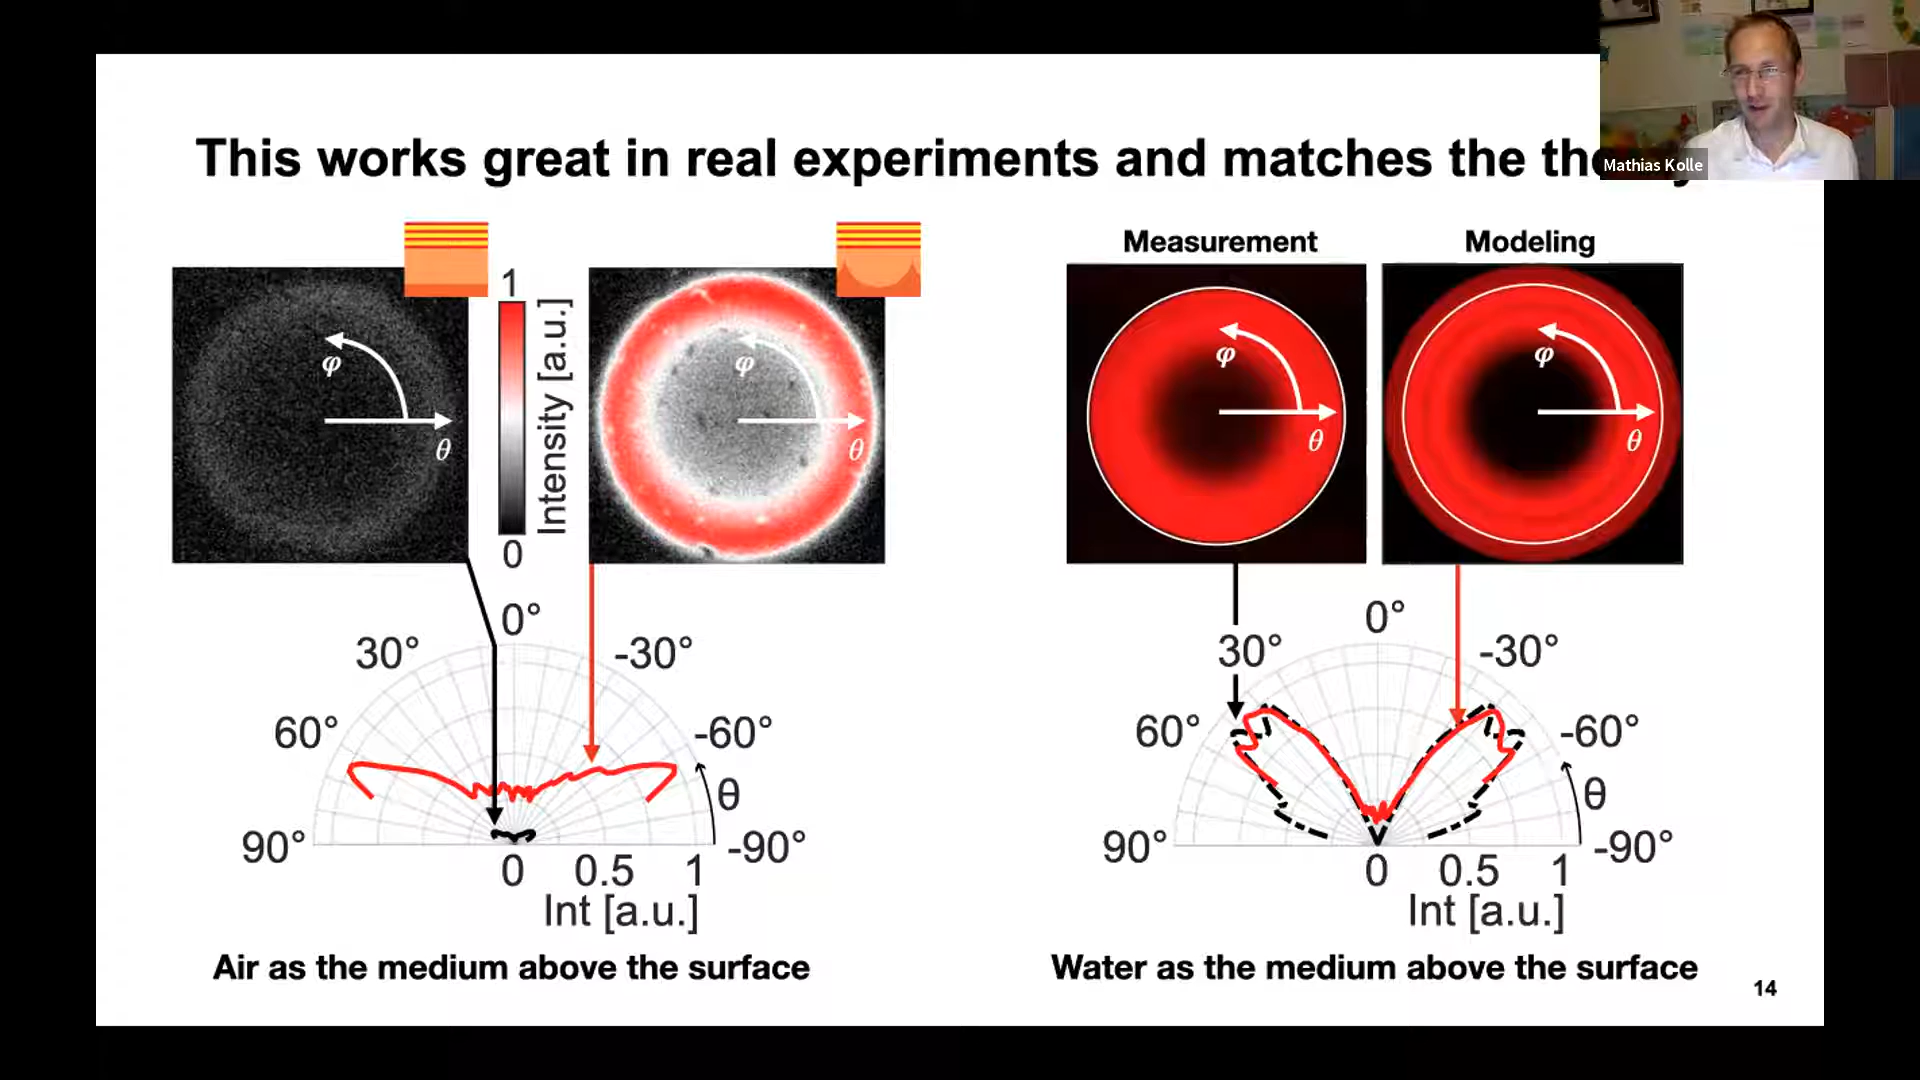 This works great in real experiments and matches the
Mathias Kolle
Measurement
Modeling
1
Intensity [a.u.]
0
φ
θ
φ
θ
φ
θ
φ
θ
0°
30°
-30°
60°
-60°
θ
90°
-90°
0
0.5
1
Int [a.u.]
Air as the medium above the surface
0°
30°
-30°
60°
-60°
θ
90°
-90°
0
0.5
1
Int [a.u.]
Water as the medium above the surface
14